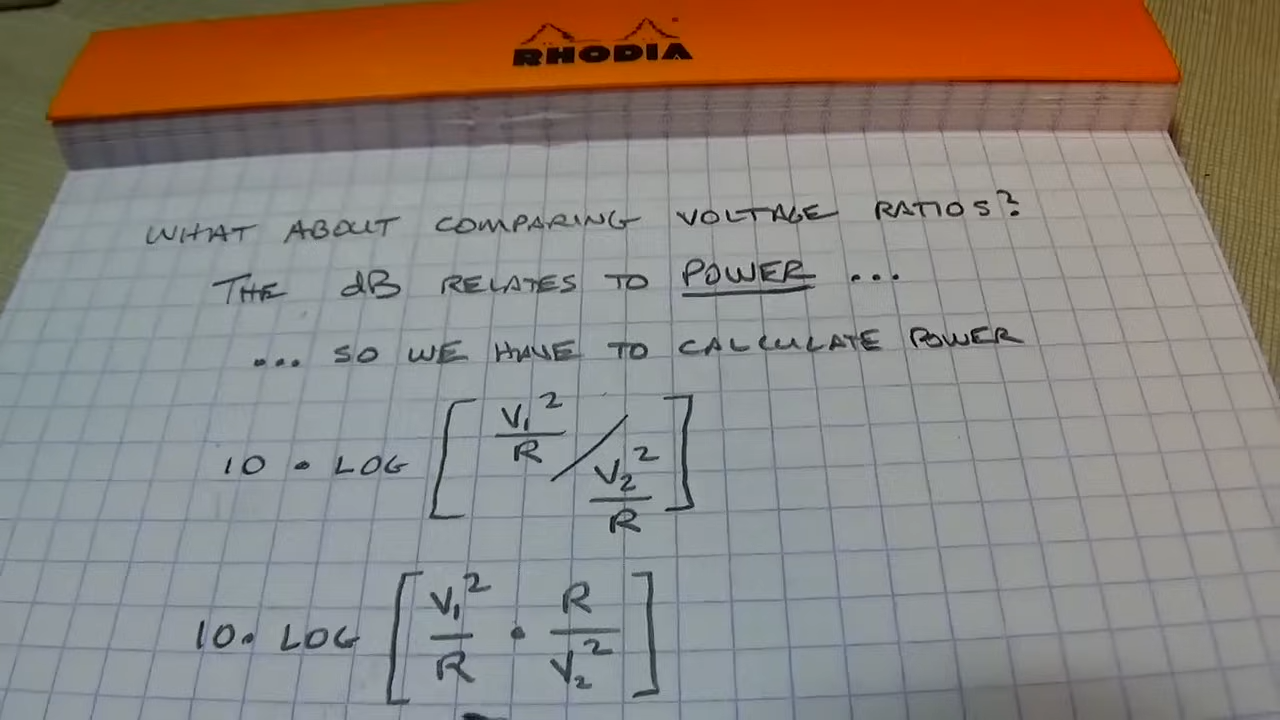 RHODIA
WHAT ABOUT COMPARING VOLTAGE RATIOS?
THE dB RELATES TO POWER ...
... SO WE HAVE TO CALCULATE POWER
10 • LOG [ V₁²/R / V₂²/R ]
10 • LOG [ V₁²/R • R/V₂² ]